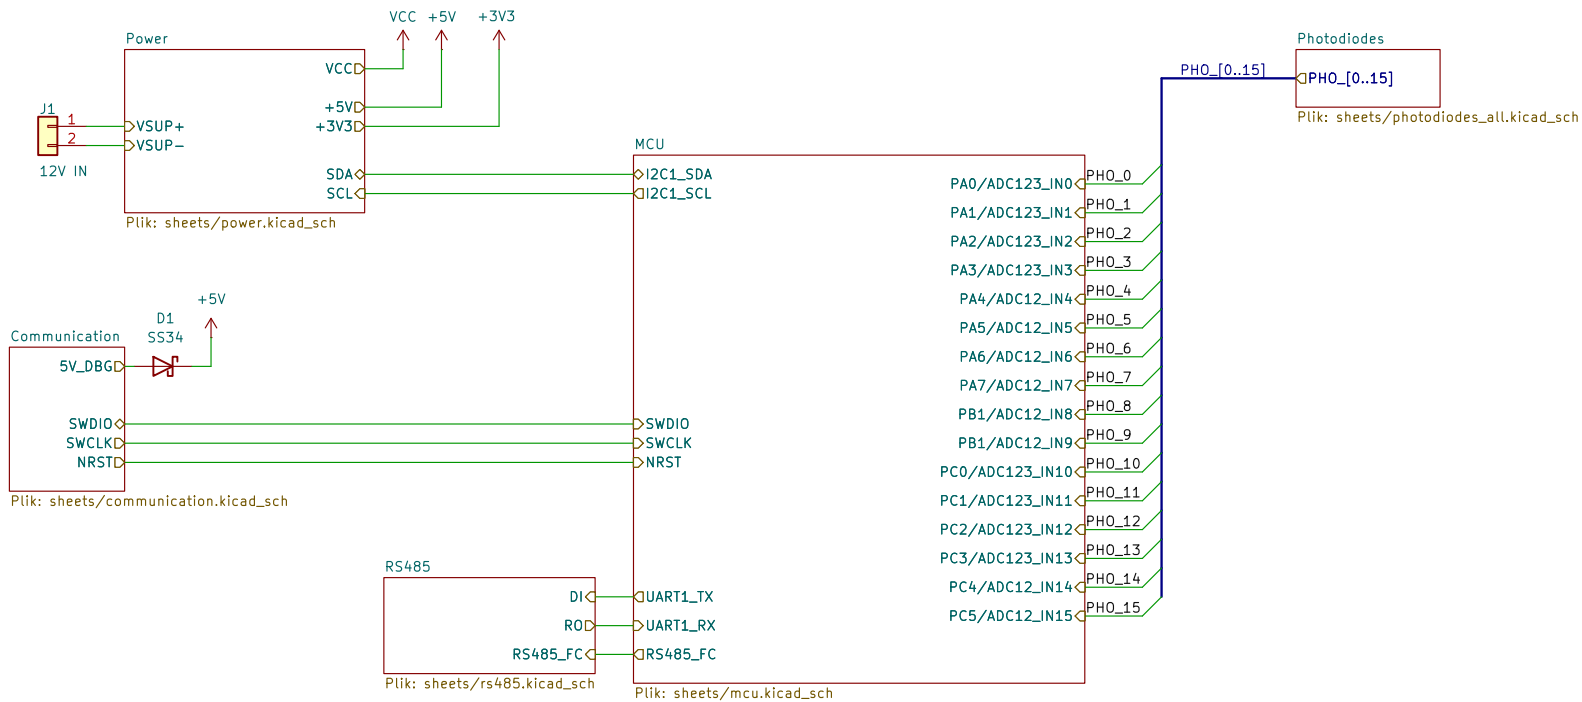 VCC
+5V
+3V3
Power
VCC
+5V
+3V3
J1
1
2
12V IN
VSUP+
VSUP-
SDA
SCL
Plik: sheets/power.kicad_sch
Photodiodes
PHO_[0..15]
PHO_[0..15]
Plik: sheets/photodiodes_all.kicad_sch
MCU
I2C1_SDA
I2C1_SCL
PA0/ADC123_IN0
PHO_0
PA1/ADC123_IN1
PHO_1
PA2/ADC123_IN2
PHO_2
PA3/ADC123_IN3
PHO_3
PA4/ADC12_IN4
PHO_4
PA5/ADC12_IN5
PHO_5
PA6/ADC12_IN6
PHO_6
PA7/ADC12_IN7
PHO_7
PB1/ADC12_IN8
PHO_8
PB1/ADC12_IN9
PHO_9
PC0/ADC123_IN10
PHO_10
PC1/ADC123_IN11
PHO_11
PC2/ADC123_IN12
PHO_12
PC3/ADC123_IN13
PHO_13
PC4/ADC12_IN14
PHO_14
PC5/ADC12_IN15
PHO_15
+5V
D1
SS34
Communication
5V_DBG
SWDIO
SWCLK
NRST
Plik: sheets/communication.kicad_sch
SWDIO
SWCLK
NRST
RS485
DI
RO
RS485_FC
Plik: sheets/rs485.kicad_sch
UART1_TX
UART1_RX
RS485_FC
Plik: sheets/mcu.kicad_sch